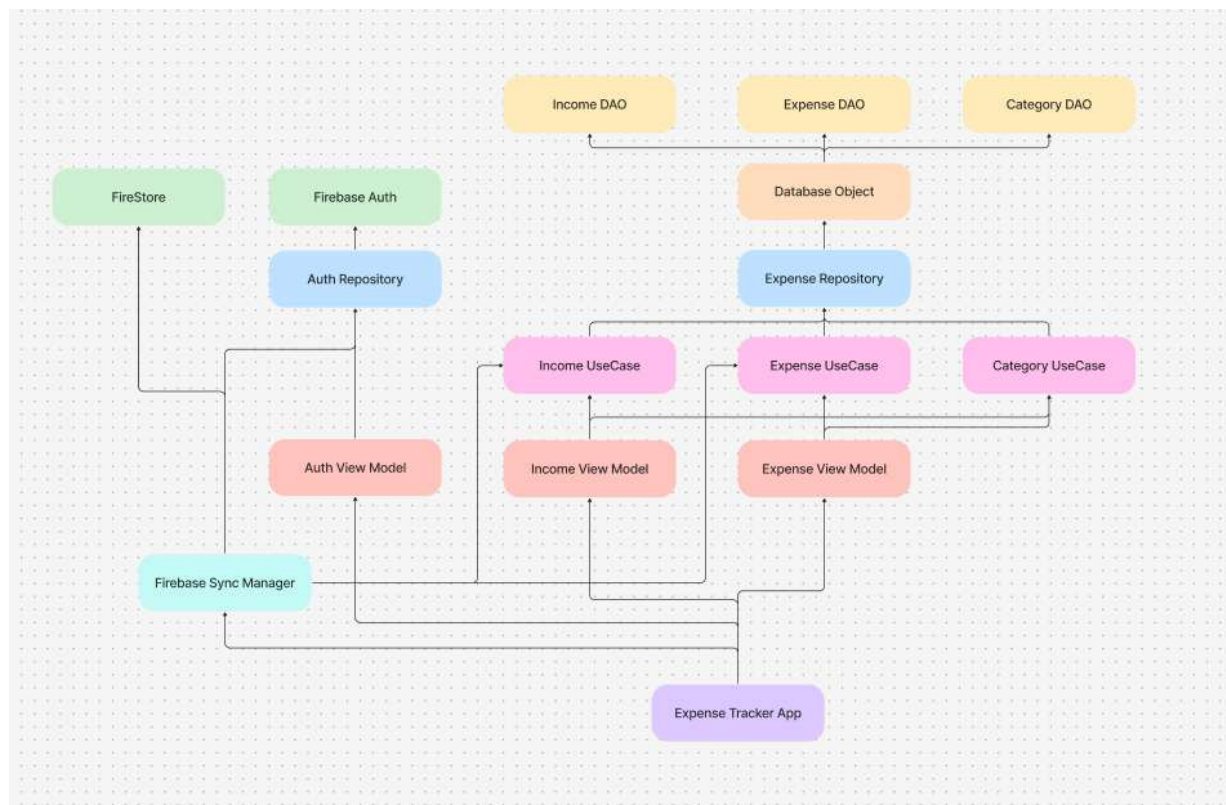 Income DAO
Expense DAO
Category DAO
FireStore
Firebase Auth
Database Object
Auth Repository
Expense Repository
Income UseCase
Expense UseCase
Category UseCase
Auth View Model
Income View Model
Expense View Model
Firebase Sync Manager
Expense Tracker App